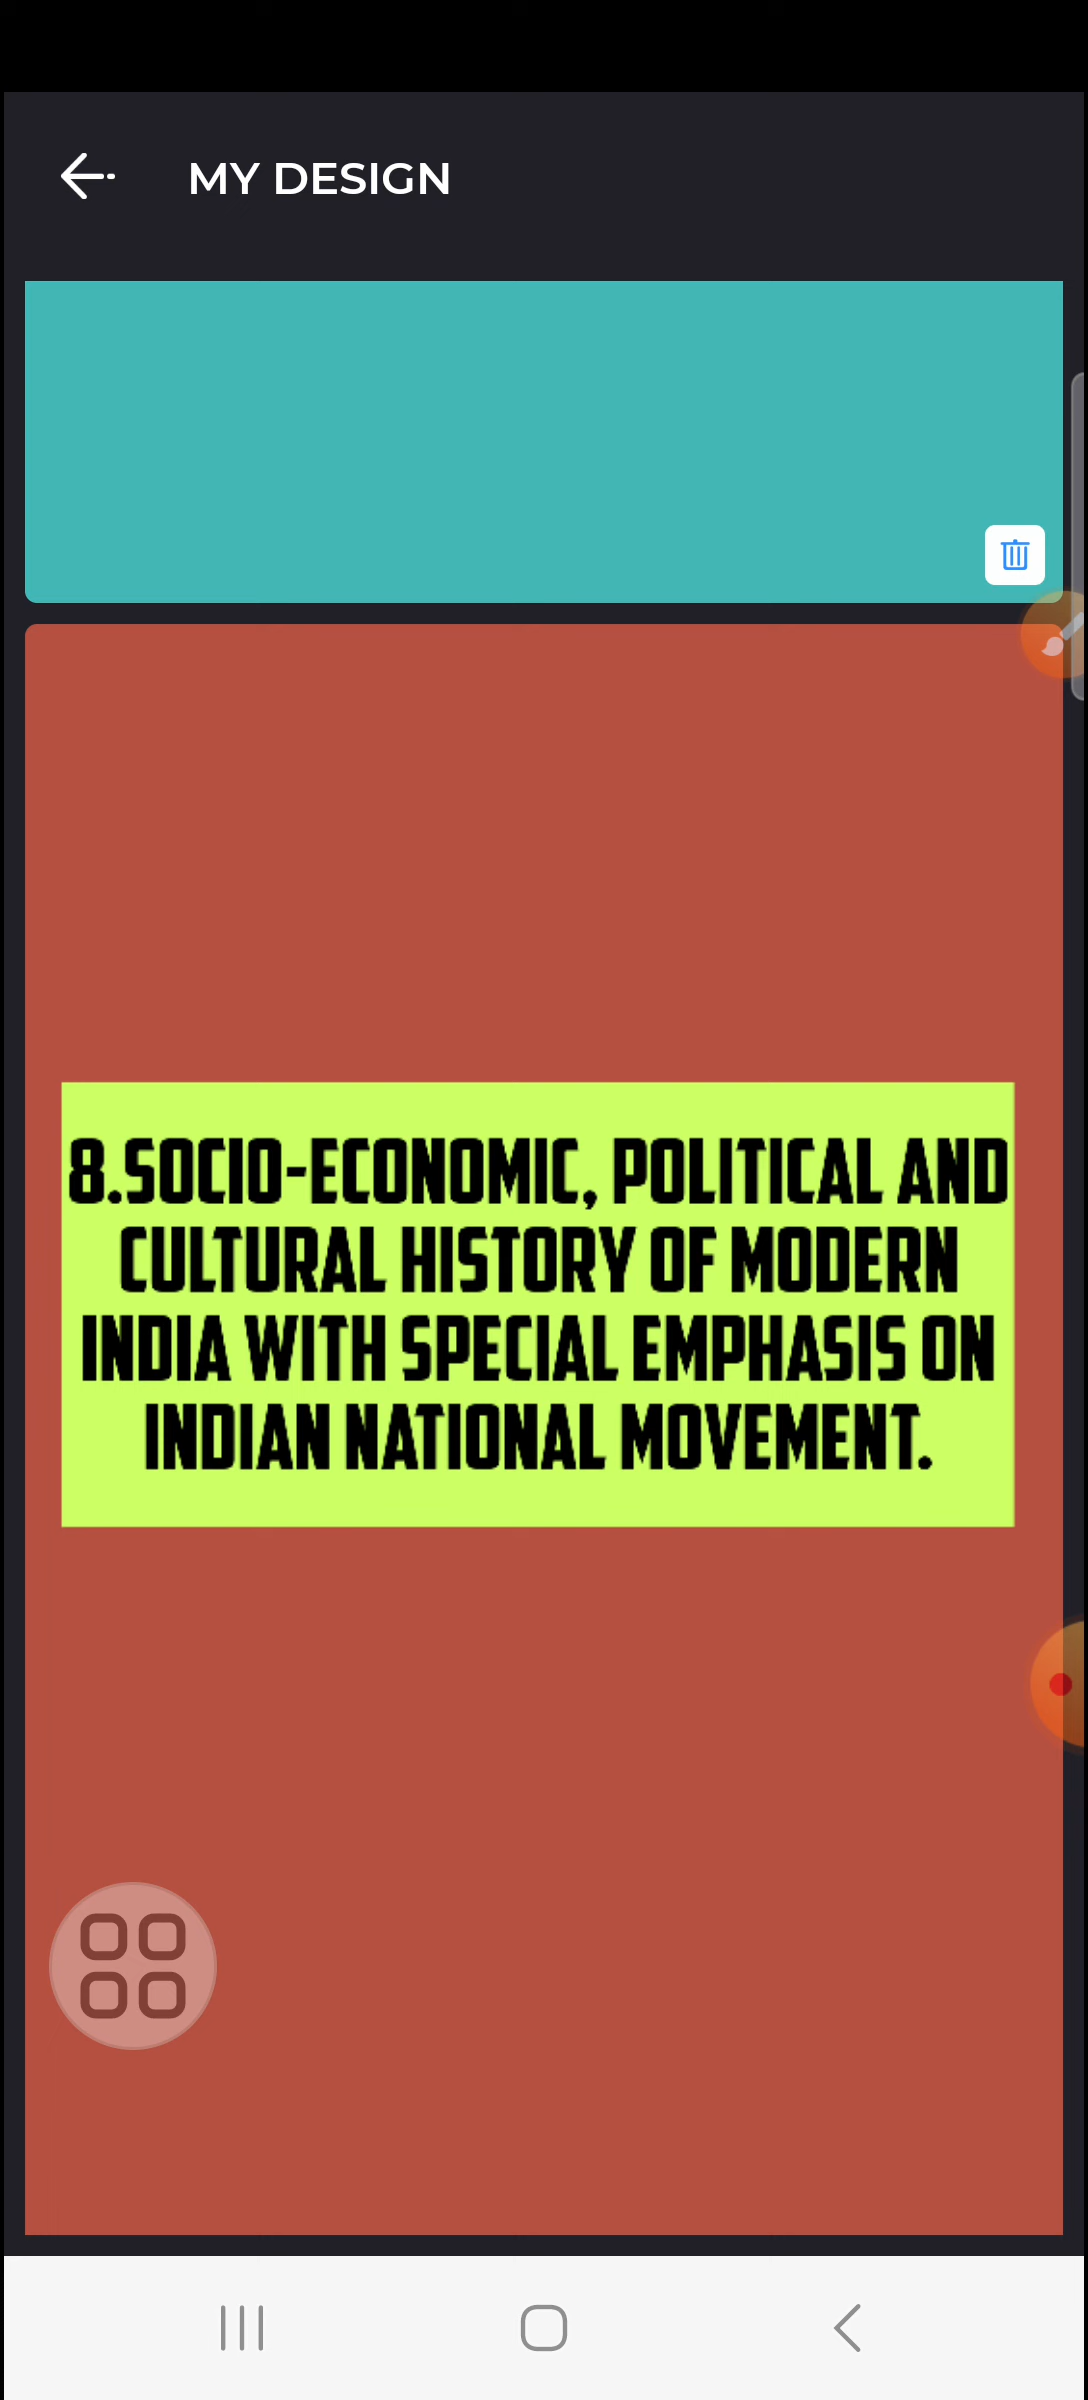 MY DESIGN
8.SOCIO-ECONOMIC, POLITICAL AND
CULTURAL HISTORY OF MODERN
INDIA WITH SPECIAL EMPHASIS ON
INDIAN NATIONAL MOVEMENT.